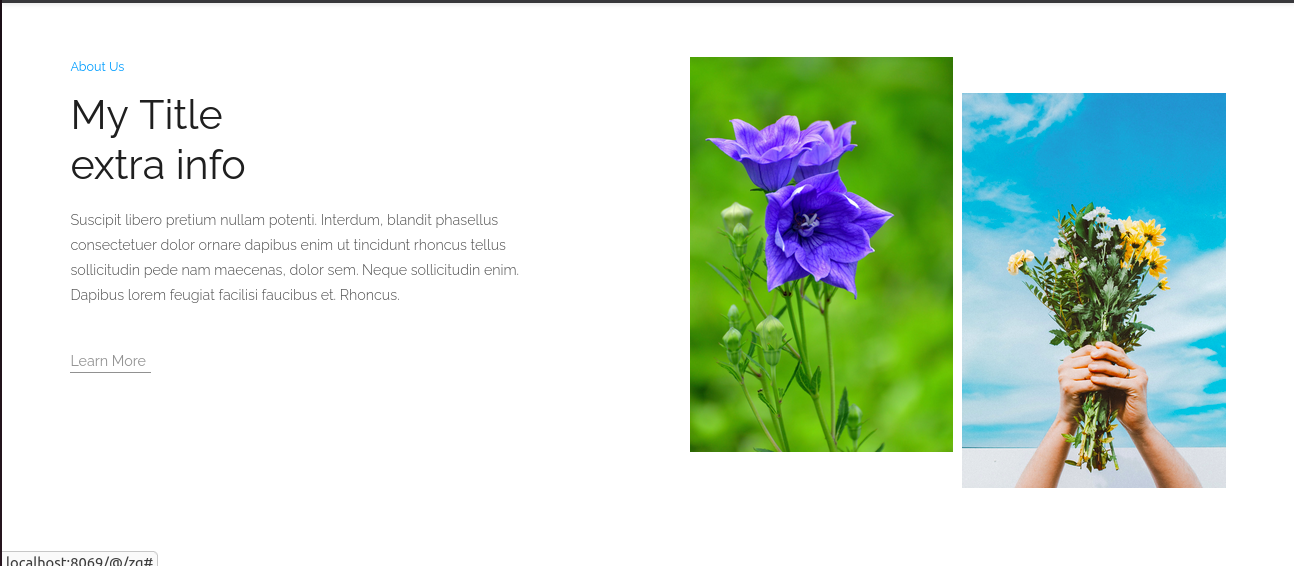 About Us
My Title
extra info
Suscipit libero pretium nullam potenti. Interdum, blandit phasellus
consectetuer dolor ornare dapibus enim ut tincidunt rhoncus tellus
sollicitudin pede nam maecenas, dolor sem. Neque sollicitudin enim.
Dapibus lorem feugiat facilisi faucibus et. Rhoncus.
Learn More
localhost:8069/@/zq#